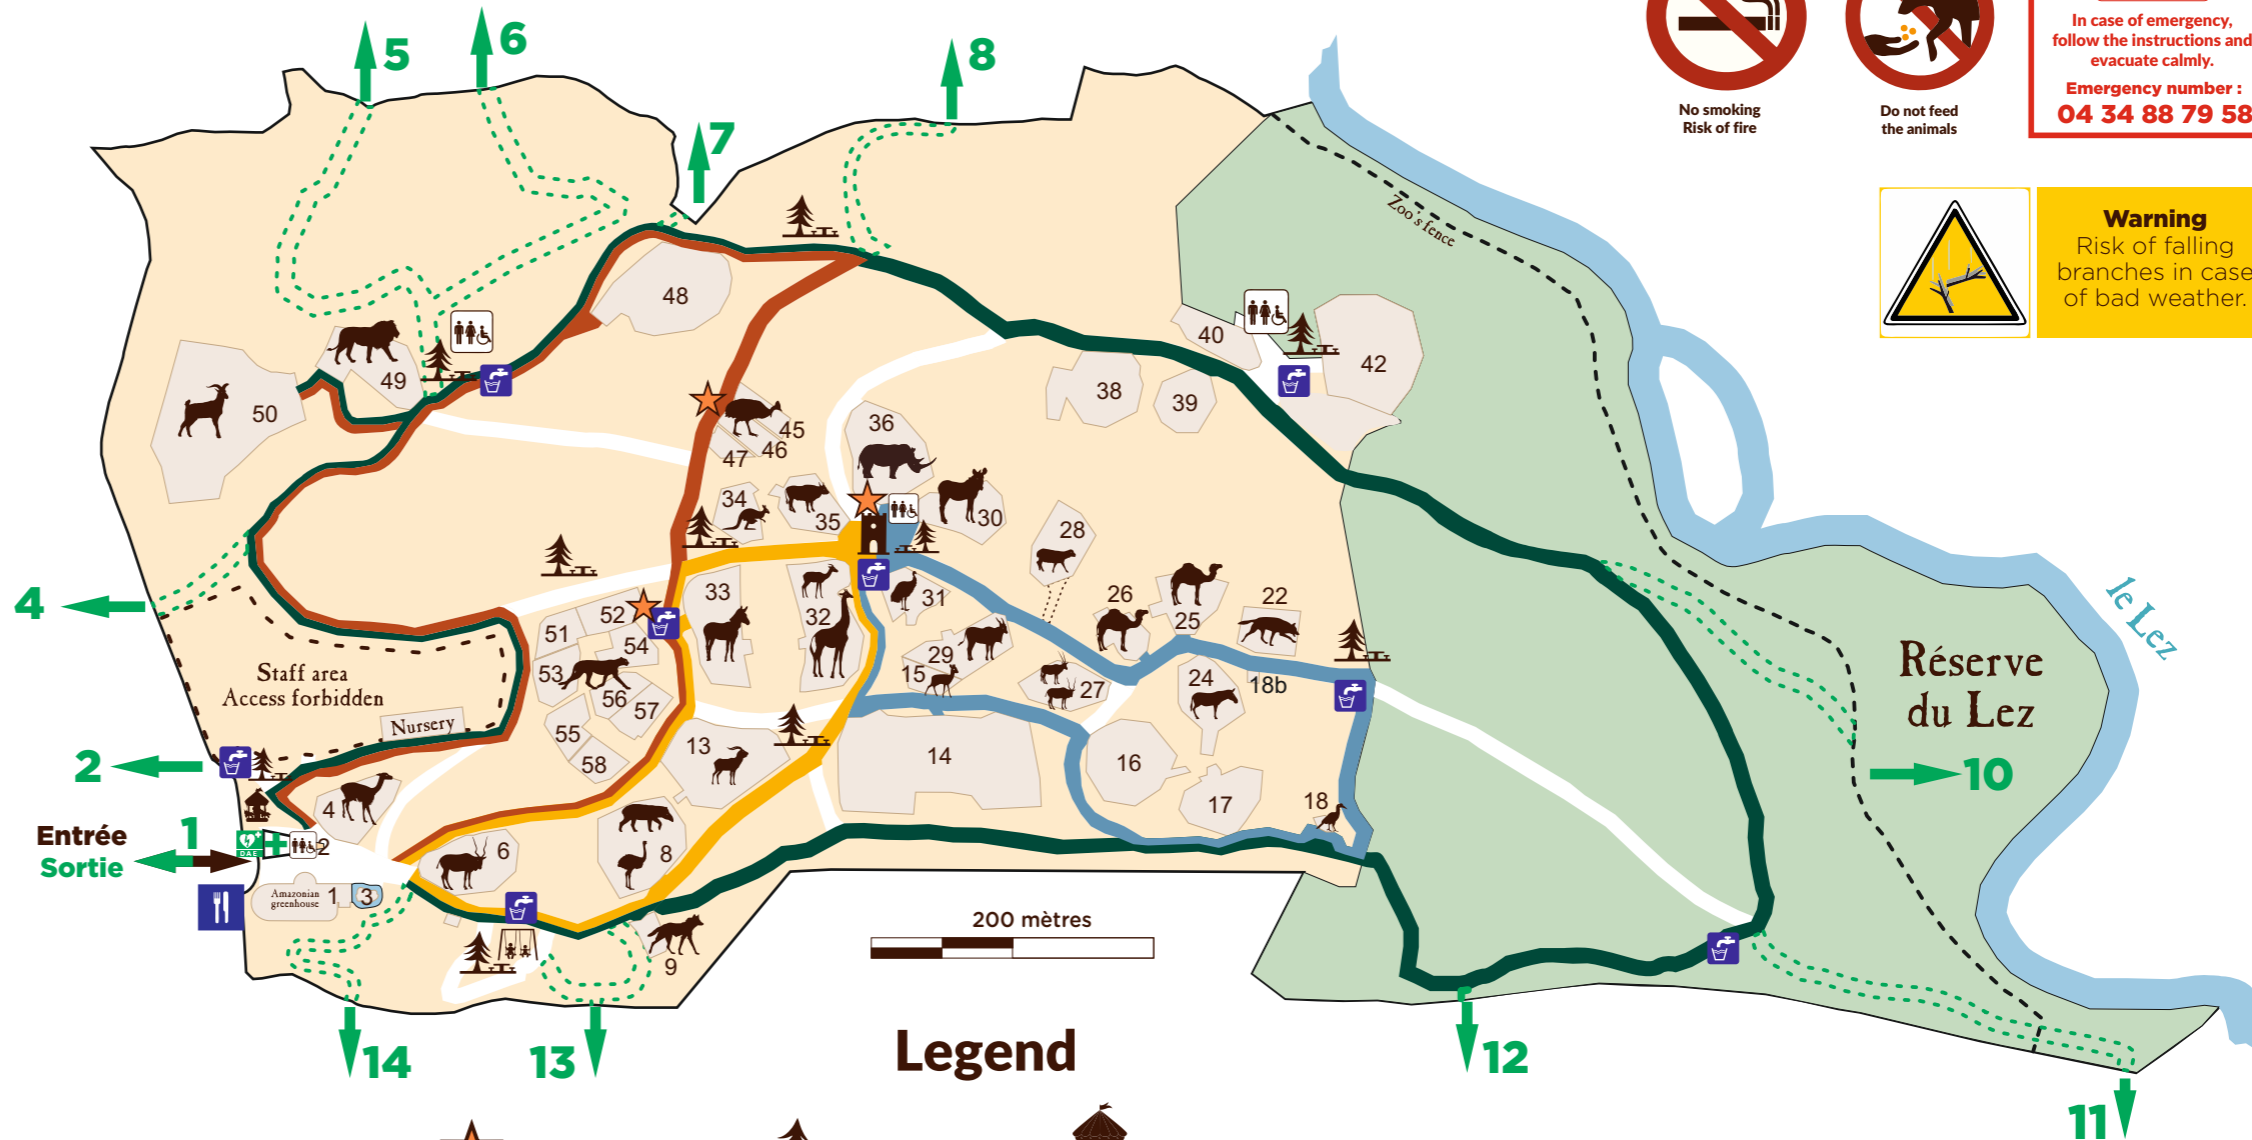 5
6
8
7
No smoking
Risk of fire
Do not feed
the animals
In case of emergency,
follow the instructions and
evacuate calmly.
Emergency number :
04 34 88 79 58
Warning
Risk of falling
branches in case
of bad weather.
Zoo's fence
48
49
50
40
42
38
39
36
45
46
47
34
35
30
28
4
52
51
54
53
56
57
55
58
33
32
31
29
15
27
26
25
22
24
18b
Staff area
Access forbidden
Nursery
le Lez
Réserve
du Lez
2
13
14
16
17
18
10
4
Entrée
1
Sortie
DAE
2
6
8
Amazonian
greenhouse
1
3
9
200 mètres
14
13
12
11
Legend